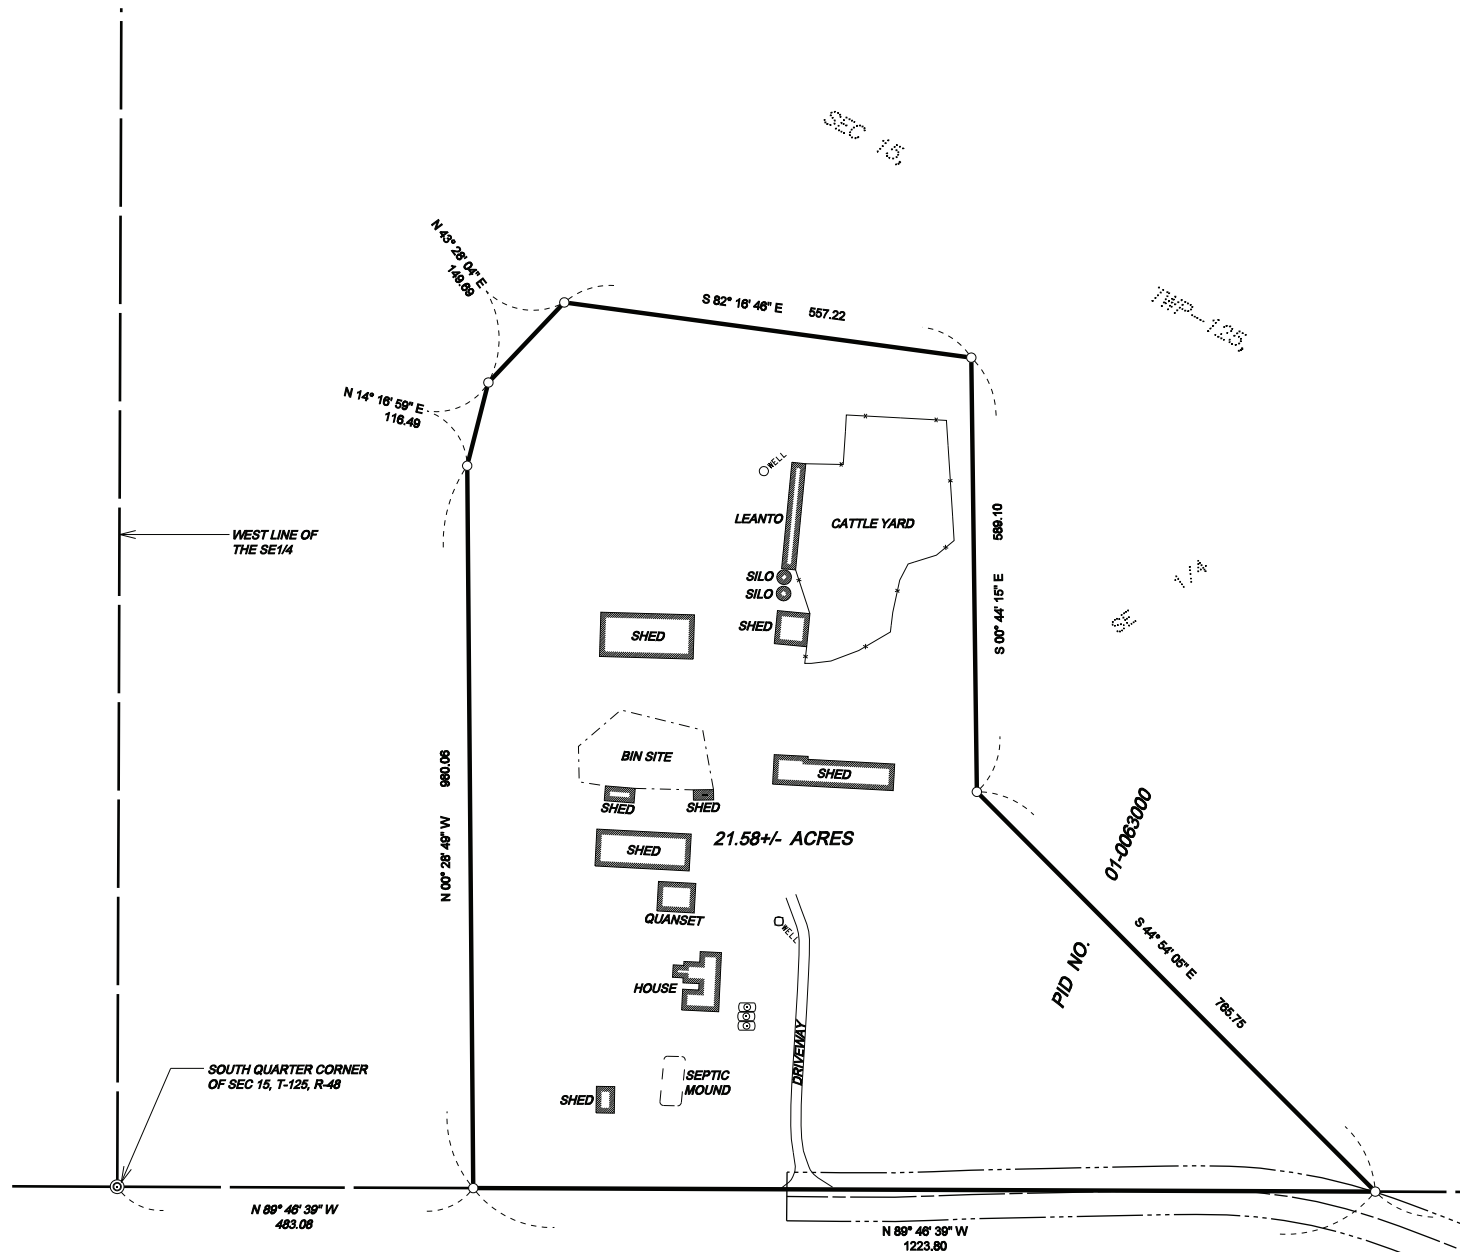 SEC 15,
TWP-125,
SE 1/4
N 43° 28' 04" E
149.69
S 82° 16' 46" E 557.22
N 14° 16' 59" E
116.49
WELL
LEANTO
CATTLE YARD
S 00° 44' 15" E 589.10
WEST LINE OF
THE SE1/4
SILO
SILO
SHED
SHED
BIN SITE
SHED
SHED
SHED
N 00° 28' 49" W 980.06
21.58+/- ACRES
SHED
QUANSET
WELL
PID NO. 01-0063000
S 44° 54' 05" E 765.75
HOUSE
DRIVEWAY
SOUTH QUARTER CORNER
OF SEC 15, T-125, R-48
SEPTIC
MOUND
SHED
N 89° 46' 39" W
483.08
N 89° 46' 39" W
1223.80